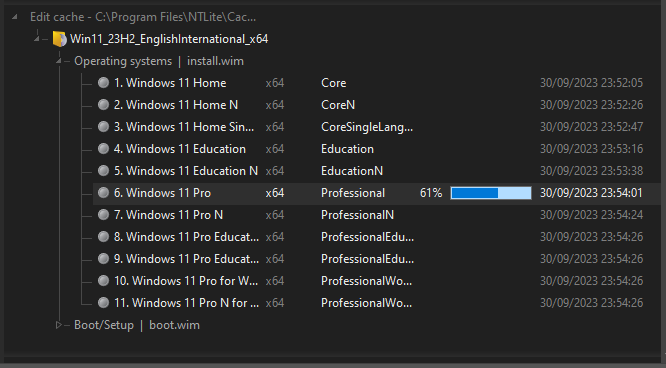 Edit cache - C:\Program Files\NTLite\Cac...
Win11_23H2_EnglishInternational_x64
Operating systems | install.wim
1. Windows 11 Home x64 Core 30/09/2023 23:52:05
2. Windows 11 Home N x64 CoreN 30/09/2023 23:52:26
3. Windows 11 Home Sin... x64 CoreSingleLang... 30/09/2023 23:52:47
4. Windows 11 Education x64 Education 30/09/2023 23:53:16
5. Windows 11 Education N x64 EducationN 30/09/2023 23:53:38
6. Windows 11 Pro x64 Professional 61% 30/09/2023 23:54:01
7. Windows 11 Pro N x64 ProfessionalN 30/09/2023 23:54:26
8. Windows 11 Pro Educat... x64 ProfessionalEdu... 30/09/2023 23:54:26
9. Windows 11 Pro Educat... x64 ProfessionalEdu... 30/09/2023 23:54:26
10. Windows 11 Pro for W... x64 ProfessionalWo... 30/09/2023 23:54:26
11. Windows 11 Pro N for ... x64 ProfessionalWo... 30/09/2023 23:54:26
Boot/Setup | boot.wim